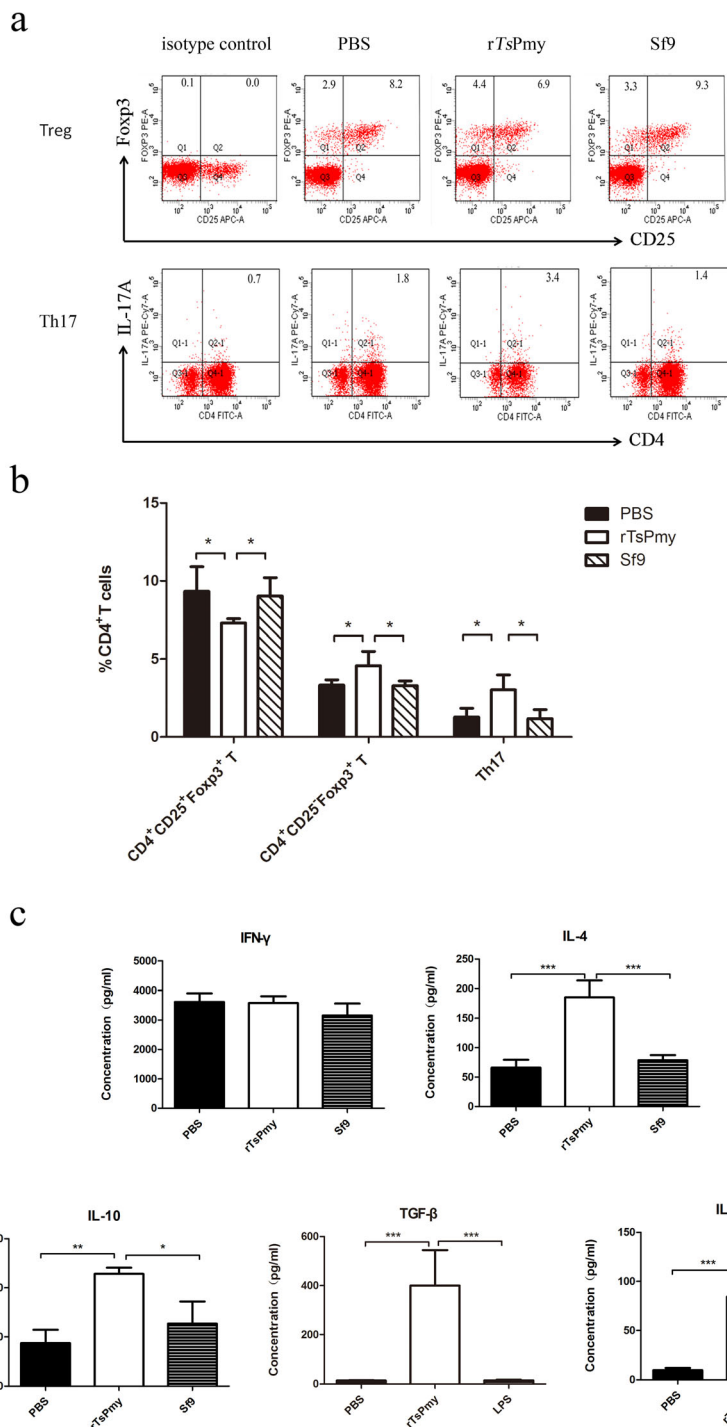 a
isotype control PBS rTsPmy Sf9
Treg
Foxp3
FOXP3 PE-A
0.1 0.0
2.9 8.2
4.4 6.9
3.3 9.3
Q1 Q2 Q3 Q4
CD25 APC-A
CD25
Th17
IL-17A
IL-17A PE-Cy7-A
0.7
1.8
3.4
1.4
Q1-1 Q2-1 Q3-1 Q4-1
CD4 FITC-A
CD4
b
%CD4+T cells
15
10
5
0
* * * * * *
PBS
rTsPmy
Sf9
CD4+CD25+Foxp3+ T
CD4+CD25-Foxp3+ T
Th17
c
IFN-γ
Concentration (pg/ml)
5000
4000
3000
2000
1000
0
PBS rTsPmy Sf9
IL-4
Concentration (pg/ml)
250
200
150
100
50
0
*** ***
PBS rTsPmy Sf9
IL-10
** *
PBS rTsPmy Sf9
TGF-β
Concentration (pg/ml)
600
400
200
0
*** ***
PBS rTsPmy LPS
IL
Concentration (pg/ml)
150
100
50
0
***
PBS